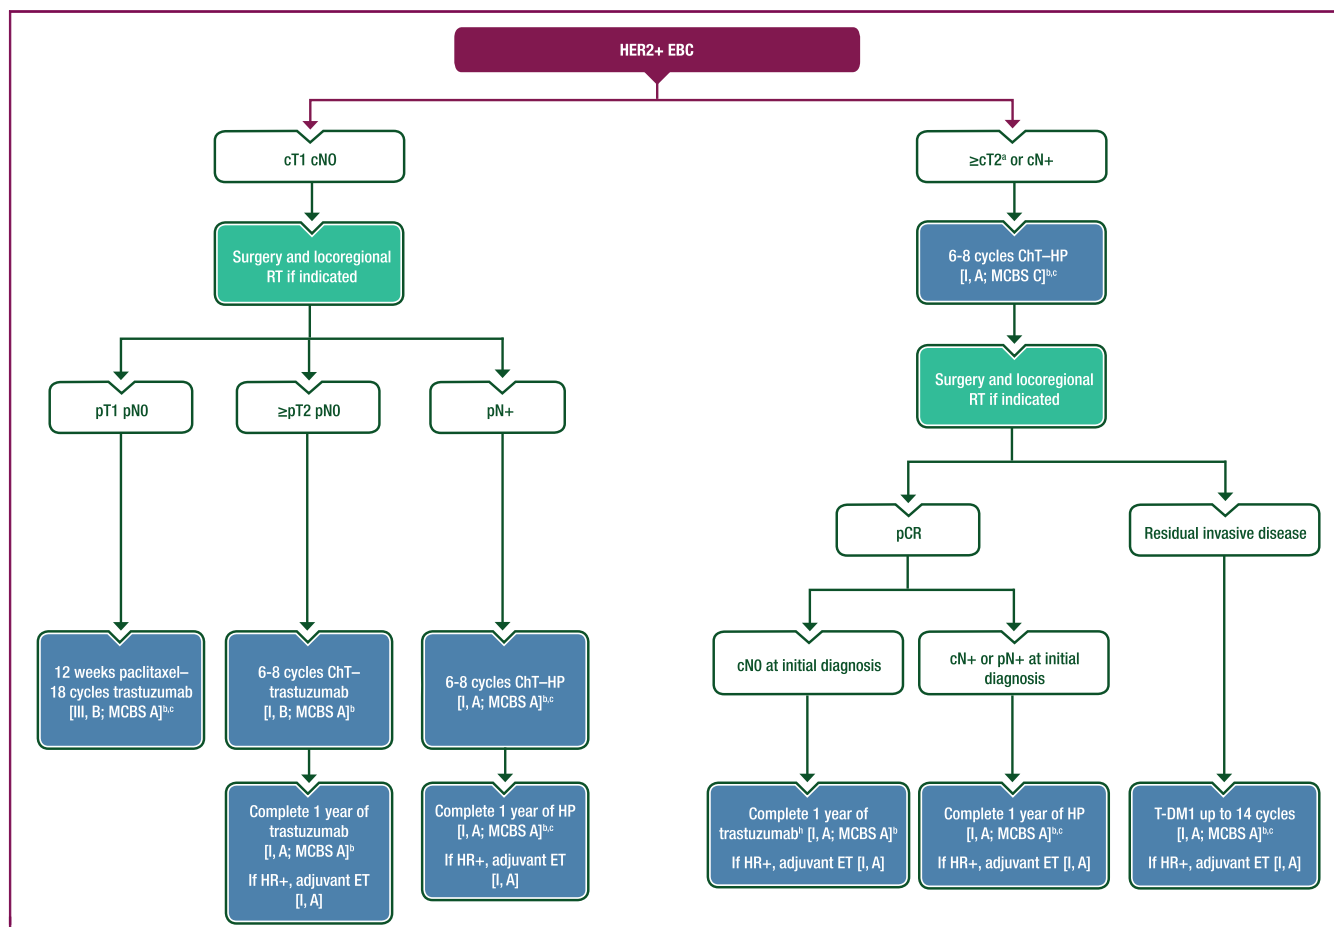 HER2+ EBC
cT1 cN0
≥cT2ᵃ or cN+
Surgery and locoregional
RT if indicated
6-8 cycles ChT–HP
[I, A; MCBS C]ᵇ,ᶜ
Surgery and locoregional
RT if indicated
pT1 pN0
≥pT2 pN0
pN+
pCR
Residual invasive disease
12 weeks paclitaxel–
18 cycles trastuzumab
[III, B; MCBS A]ᵇ,ᶜ
6-8 cycles ChT–
trastuzumab
[I, B; MCBS A]ᵇ
6-8 cycles ChT–HP
[I, A; MCBS A]ᵇ,ᶜ
cN0 at initial diagnosis
cN+ or pN+ at initial
diagnosis
Complete 1 year of
trastuzumab
[I, A; MCBS A]ᵇ
If HR+, adjuvant ET
[I, A]
Complete 1 year of HP
[I, A; MCBS A]ᵇ,ᶜ
If HR+, adjuvant ET
[I, A]
Complete 1 year of
trastuzumabʰ [I, A; MCBS A]ᵇ
If HR+, adjuvant ET [I, A]
Complete 1 year of HP
[I, A; MCBS A]ᵇ,ᶜ
If HR+, adjuvant ET [I, A]
T-DM1 up to 14 cycles
[I, A; MCBS A]ᵇ,ᶜ
If HR+, adjuvant ET [I, A]